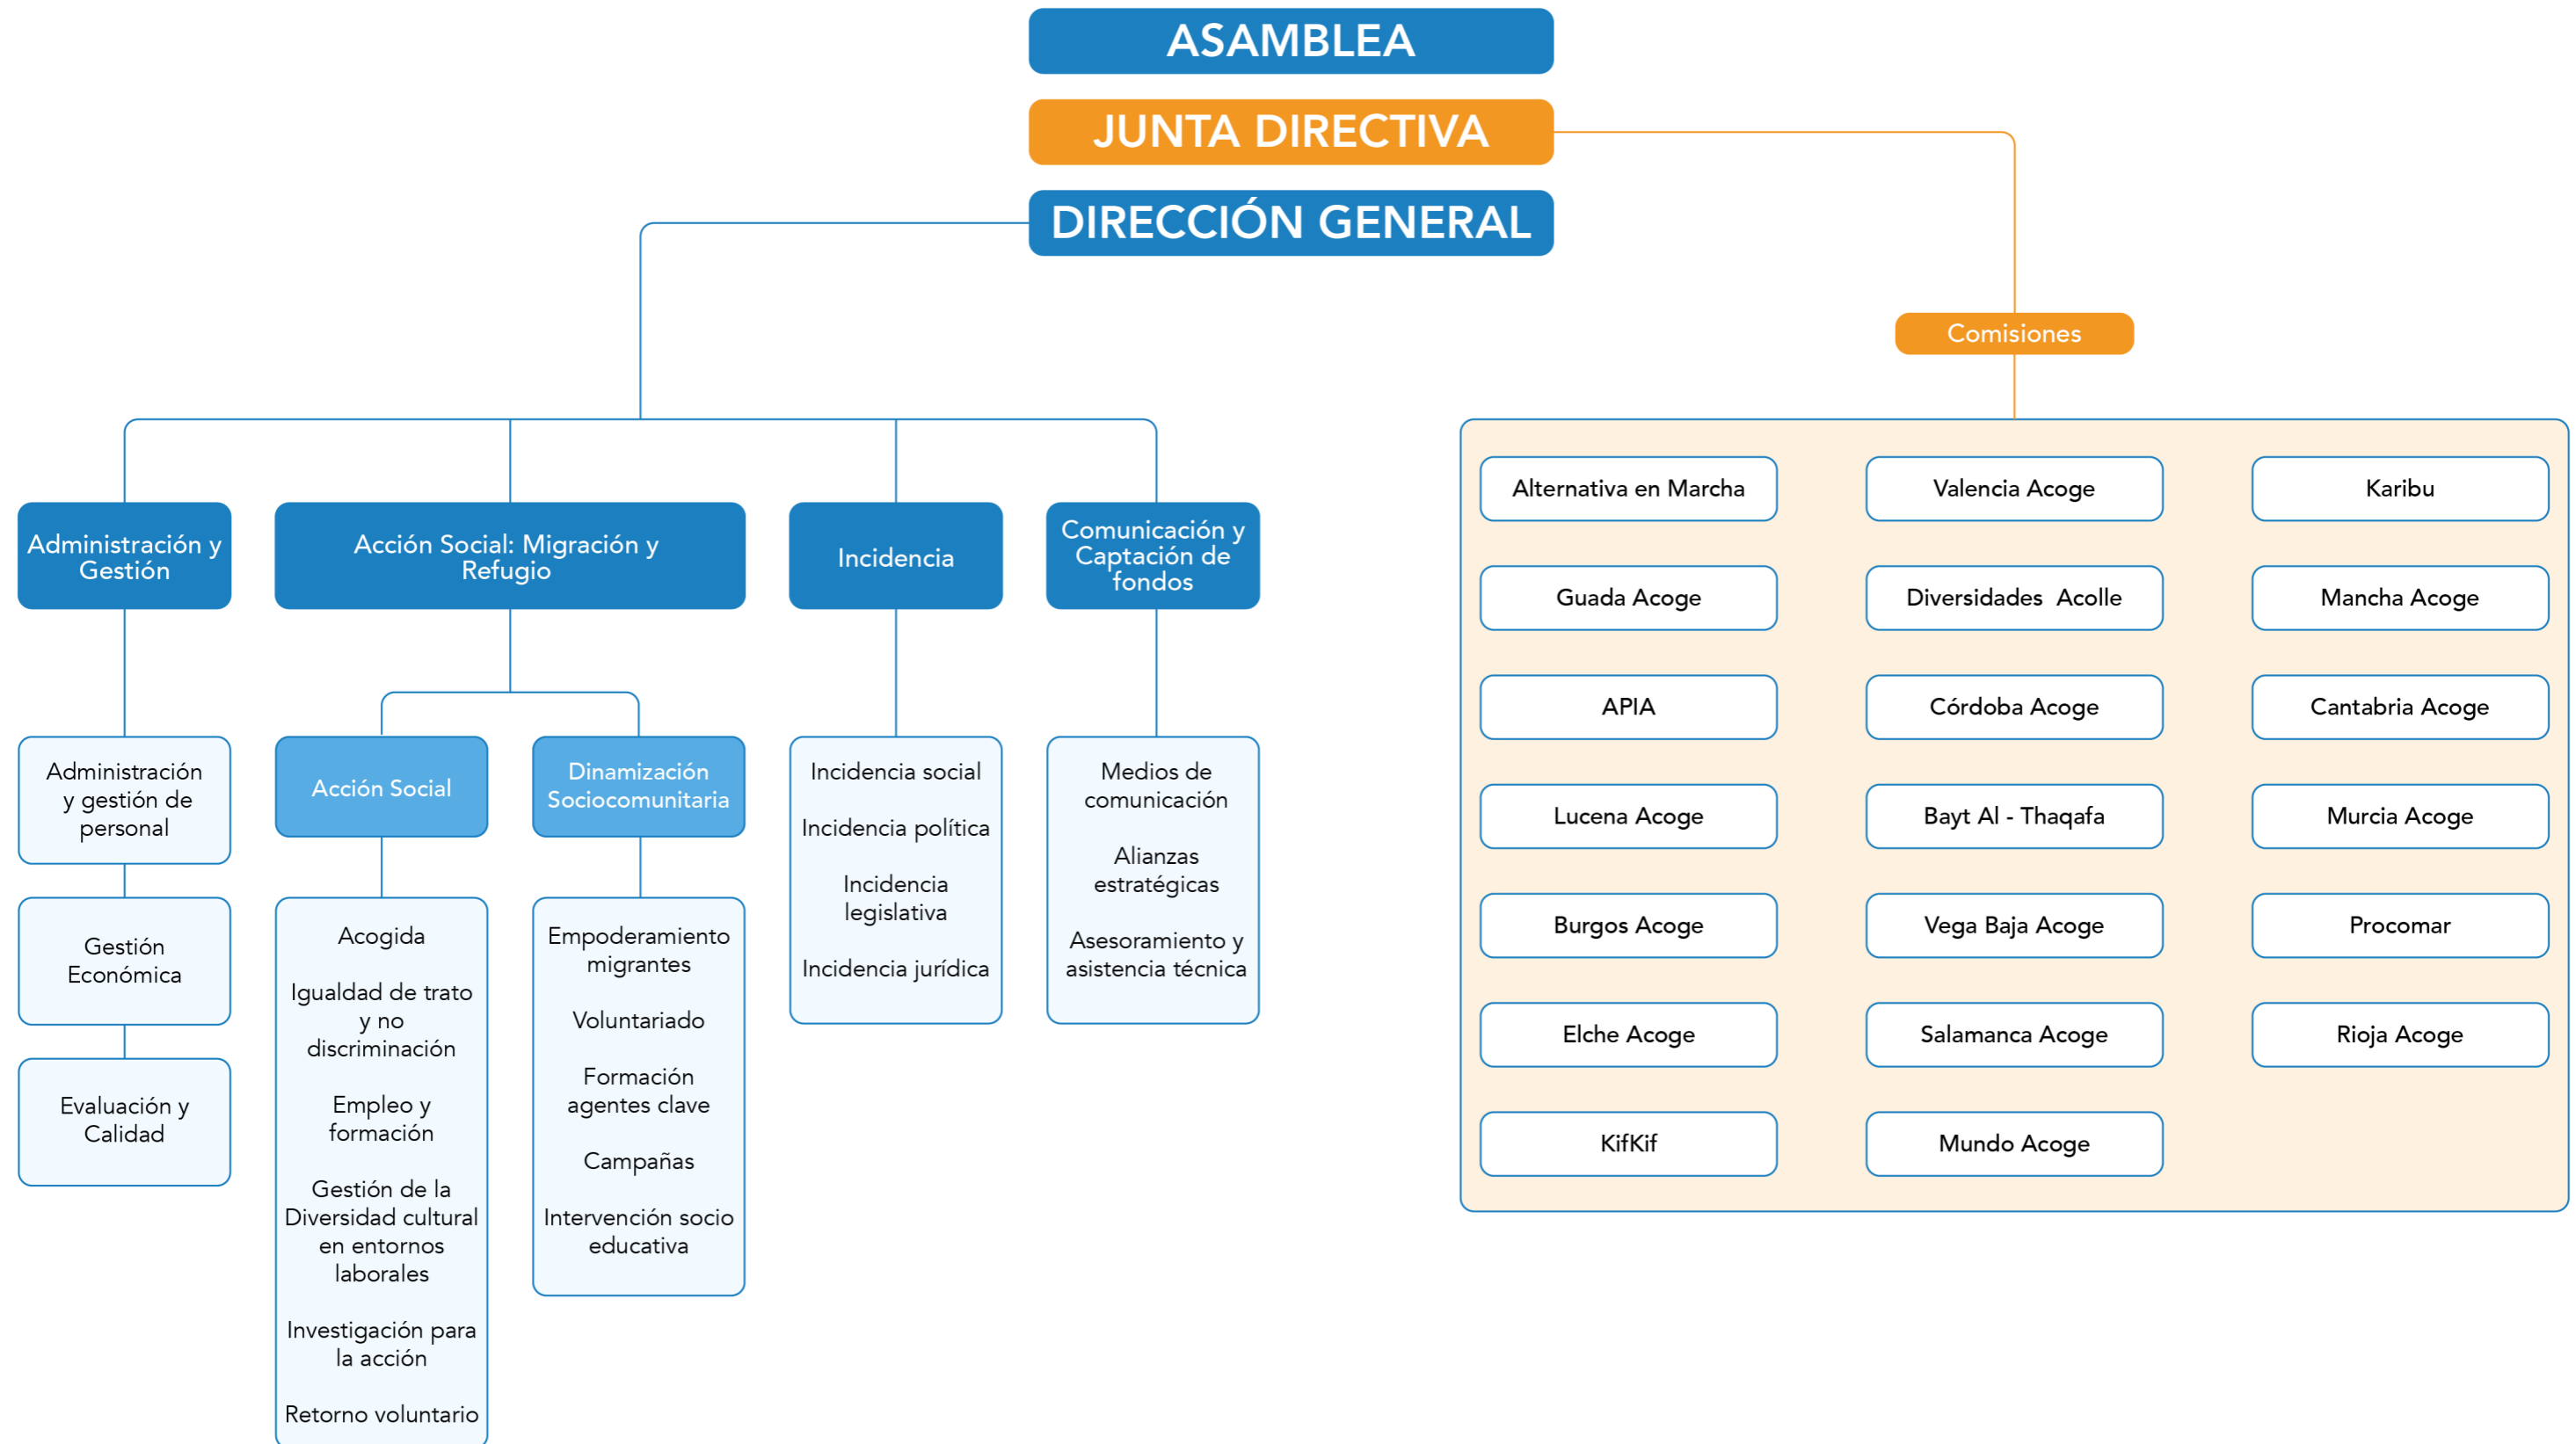 ASAMBLEA
JUNTA DIRECTIVA
DIRECCIÓN GENERAL
Comisiones
Administración y
Gestión
Acción Social: Migración y
Refugio
Incidencia
Comunicación y
Captación de
fondos
Administración
y gestión de
personal
Gestión
Económica
Evaluación y
Calidad
Acción Social
Acogida
Igualdad de trato
y no
discriminación
Empleo y
formación
Gestión de la
Diversidad cultural
en entornos
laborales
Investigación para
la acción
Retorno voluntario
Dinamización
Sociocomunitaria
Empoderamiento
migrantes
Voluntariado
Formación
agentes clave
Campañas
Intervención socio
educativa
Incidencia social
Incidencia política
Incidencia
legislativa
Incidencia jurídica
Medios de
comunicación
Alianzas
estratégicas
Asesoramiento y
asistencia técnica
Alternativa en Marcha
Valencia Acoge
Karibu
Guada Acoge
Diversidades  Acolle
Mancha Acoge
APIA
Córdoba Acoge
Cantabria Acoge
Lucena Acoge
Bayt Al - Thaqafa
Murcia Acoge
Burgos Acoge
Vega Baja Acoge
Procomar
Elche Acoge
Salamanca Acoge
Rioja Acoge
KifKif
Mundo Acoge